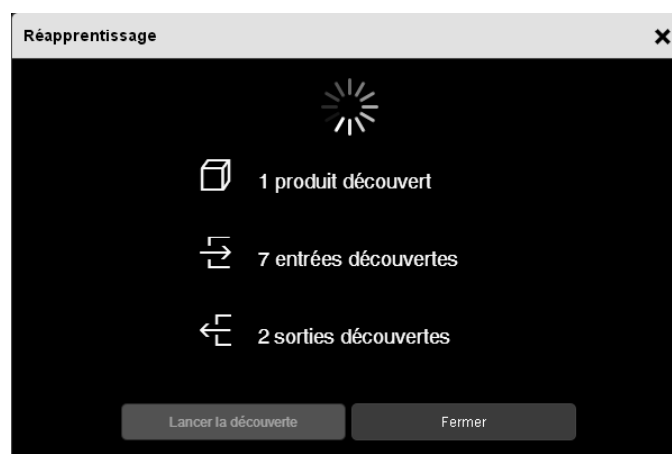 Réapprentissage
1 produit découvert
7 entrées découvertes
2 sorties découvertes
Lancer la découverte
Fermer